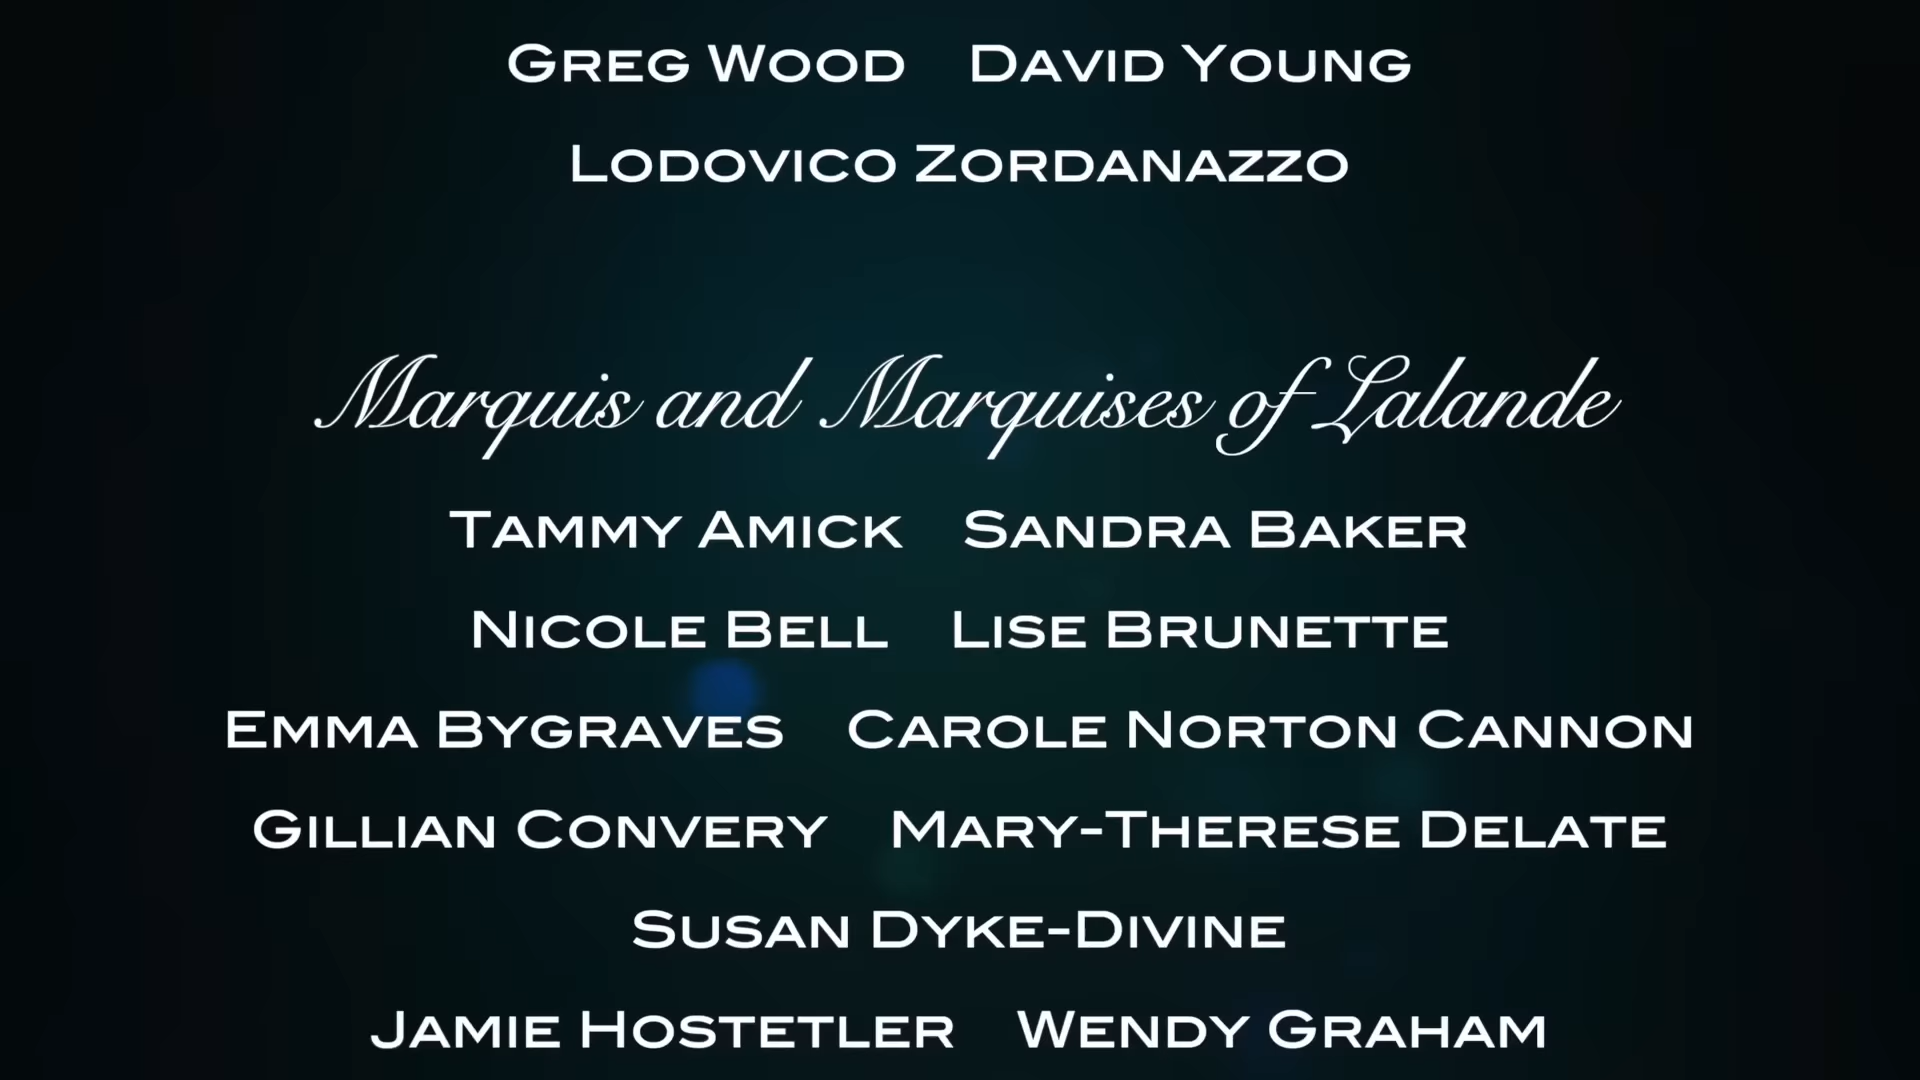 Greg Wood David Young
Lodovico Zordanazzo
Marquis and Marquises of Lalande
Tammy Amick Sandra Baker
Nicole Bell Lise Brunette
Emma Bygraves Carole Norton Cannon
Gillian Convery Mary-Therese Delate
Susan Dyke-Divine
Jamie Hostetler Wendy Graham